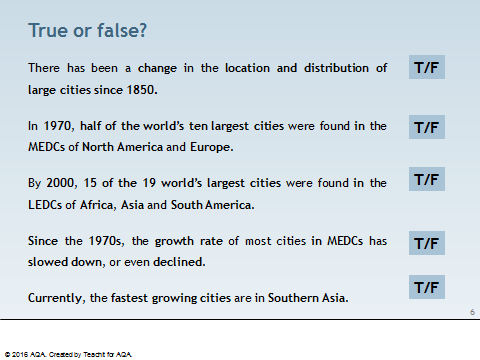 True or false?
There has been a change in the location and distribution of T/F
large cities since 1850.
In 1970, half of the world's ten largest cities were found in the T/F
MEDCs of North America and Europe.
By 2000, 15 of the 19 world's largest cities were found in the T/F
LEDCs of Africa, Asia and South America.
Since the 1970s, the growth rate of most cities in MEDCs has T/F
slowed down, or even declined.
Currently, the fastest growing cities are in Southern Asia. T/F
6
© 2016 AQA. Created by Teachit for AQA